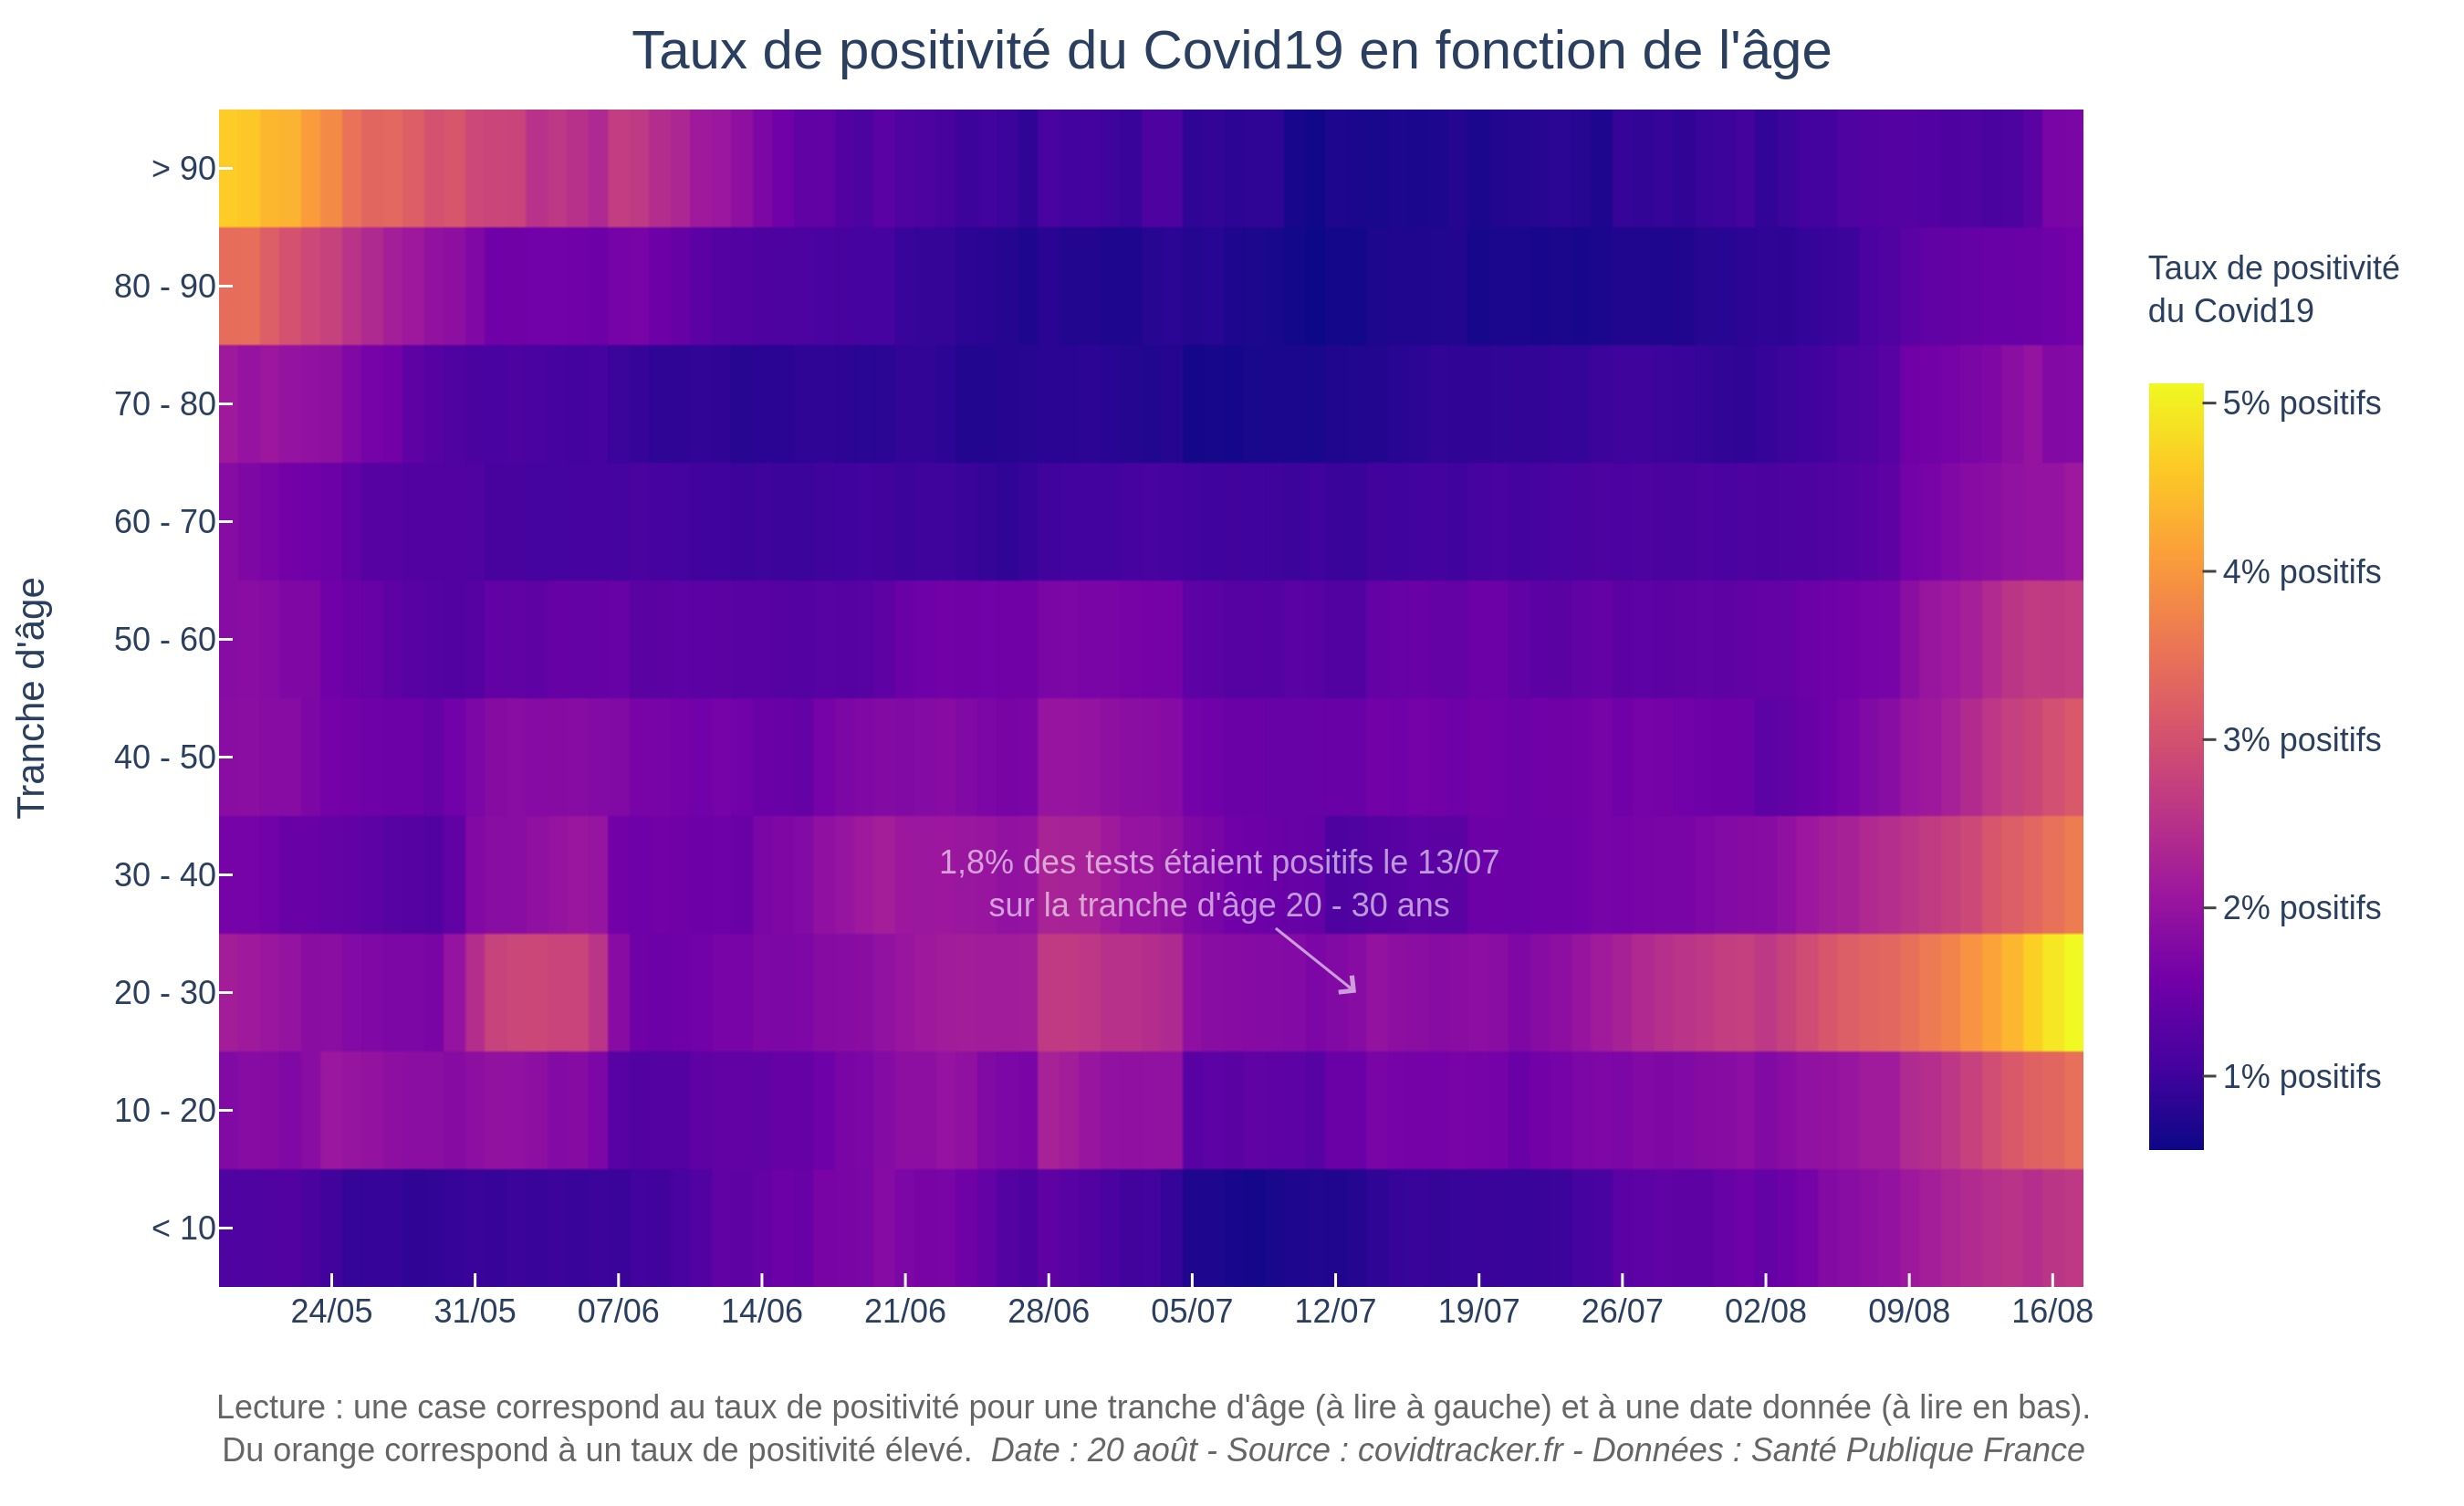 Taux de positivité du Covid19 en fonction de l'âge
Tranche d'âge
> 90
80 - 90
70 - 80
60 - 70
50 - 60
40 - 50
30 - 40
20 - 30
10 - 20
< 10
1,8% des tests étaient positifs le 13/07
sur la tranche d'âge 20 - 30 ans
24/05 31/05 07/06 14/06 21/06 28/06 05/07 12/07 19/07 26/07 02/08 09/08 16/08
Taux de positivité
du Covid19
5% positifs
4% positifs
3% positifs
2% positifs
1% positifs
Lecture : une case correspond au taux de positivité pour une tranche d'âge (à lire à gauche) et à une date donnée (à lire en bas).
Du orange correspond à un taux de positivité élevé. Date : 20 août - Source : covidtracker.fr - Données : Santé Publique France